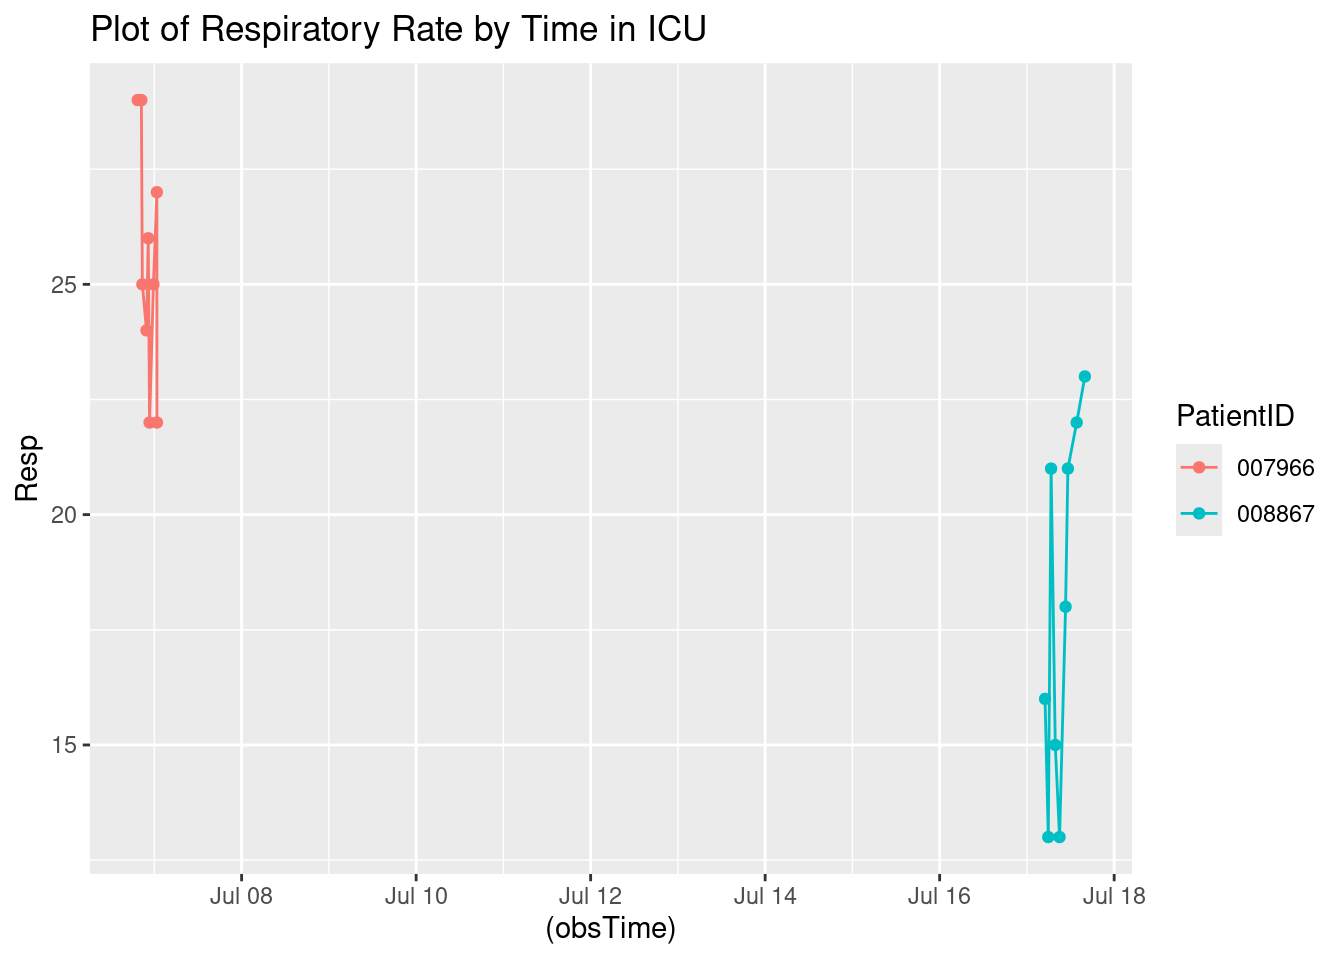 Plot of Respiratory Rate by Time in ICU
Resp
25
20
15
Jul 08 Jul 10 Jul 12 Jul 14 Jul 16 Jul 18
(obsTime)
PatientID
007966
008867